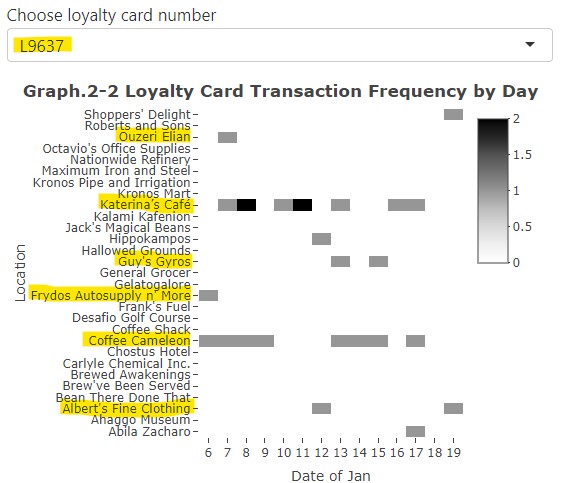 Choose loyalty card number
L9637
Graph.2-2 Loyalty Card Transaction Frequency by Day
Shoppers' Delight
Roberts and Sons
Ouzeri Elian
Octavio's Office Supplies
Nationwide Refinery
Maximum Iron and Steel
Kronos Pipe and Irrigation
Kronos Mart
Katerina's Café
Kalami Kafenion
Jack's Magical Beans
Hippokampos
Hallowed Grounds
Guy's Gyros
General Grocer
Gelatogalore
Frydos Autosupply n' More
Frank's Fuel
Desafio Golf Course
Coffee Shack
Coffee Cameleon
Chostus Hotel
Carlyle Chemical Inc.
Brewed Awakenings
Brew've Been Served
Bean There Done That
Albert's Fine Clothing
Ahaggo Museum
Abila Zacharo
Location
6 7 8 9 10 11 12 13 14 15 16 17 18 19
Date of Jan
2
1.5
1
0.5
0